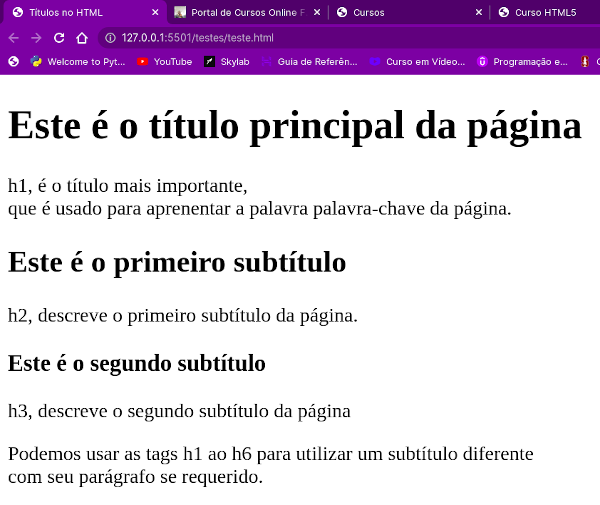 Títulos no HTML
Portal de Cursos Online F
Cursos
Curso HTML5
127.0.0.1:5501/testes/teste.html
Welcome to Pyt...
YouTube
Skylab
Guia de Referên...
Curso em Vídeo...
Programação e...
Este é o título principal da página
h1, é o título mais importante,
que é usado para aprenentar a palavra palavra-chave da página.
Este é o primeiro subtítulo
h2, descreve o primeiro subtítulo da página.
Este é o segundo subtítulo
h3, descreve o segundo subtítulo da página
Podemos usar as tags h1 ao h6 para utilizar um subtítulo diferente
com seu parágrafo se requerido.